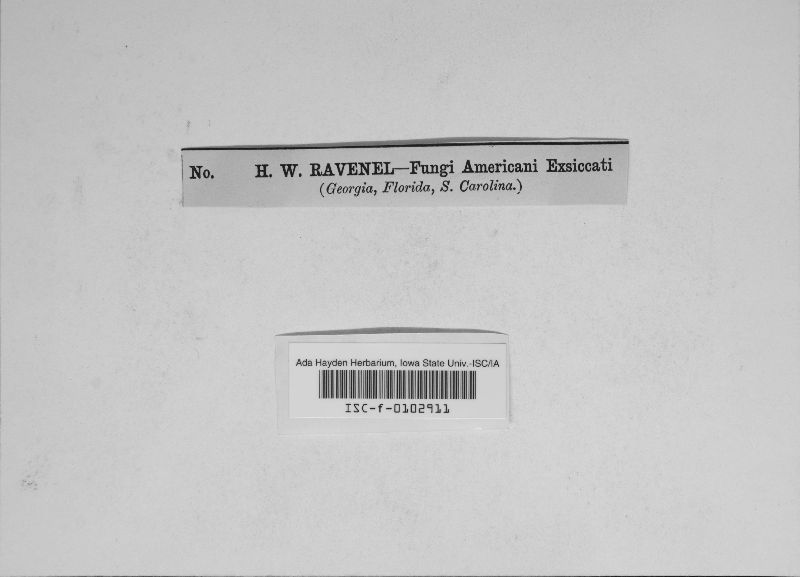 No. H. W. RAVENEL—Fungi Americani Exsiccati
(Georgia, Florida, S. Carolina.)
Ada Hayden Herbarium, Iowa State Univ.-ISC/IA
ISC-f-0102911